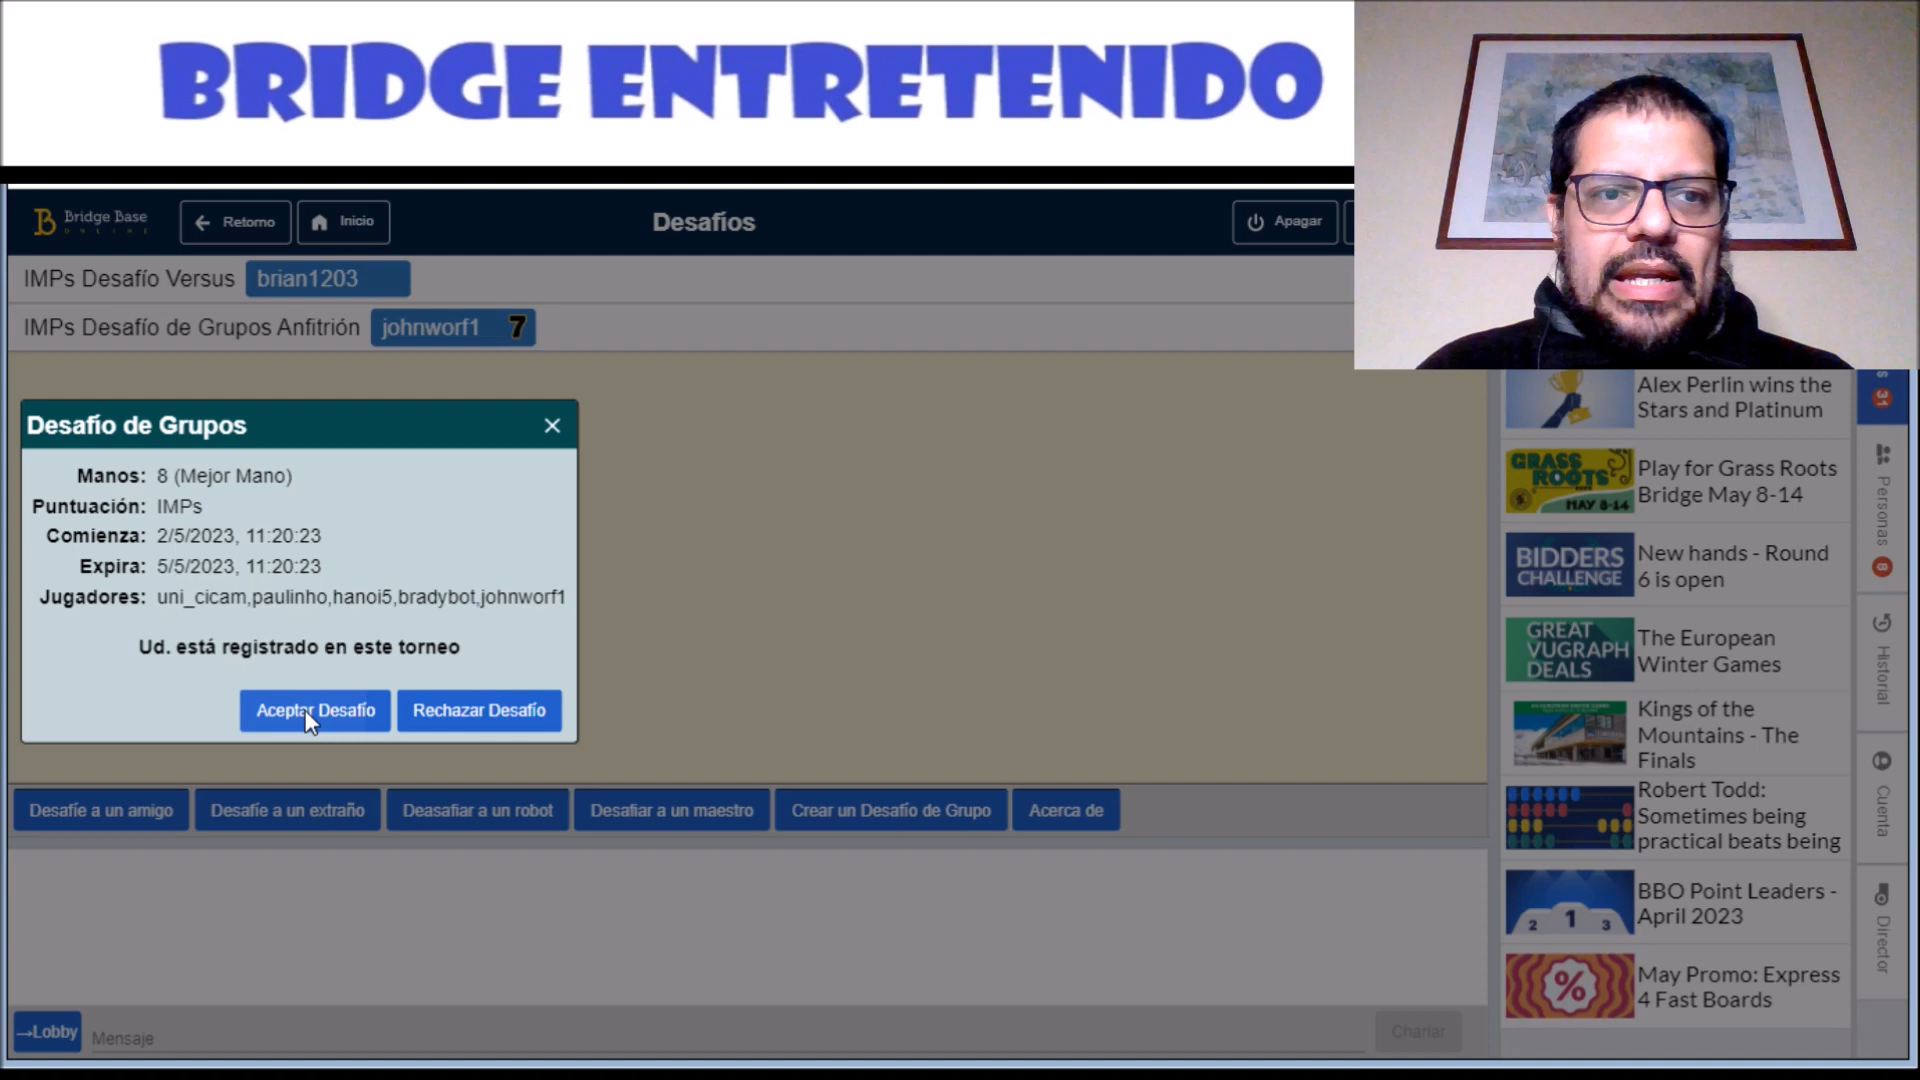 BRIDGE ENTRETENIDO
Bridge Base
ONLINE
Retorno
Inicio
Desafíos
Apagar
IMPs Desafío Versus brian1203
IMPs Desafío de Grupos Anfitrión johnworf1 7
Desafío de Grupos
Manos: 8 (Mejor Mano)
Puntuación: IMPs
Comienza: 2/5/2023, 11:20:23
Expira: 5/5/2023, 11:20:23
Jugadores: uni_cicam,paulinho,hanoi5,bradybot,johnworf1
Ud. está registrado en este torneo
Aceptar Desafío
Rechazar Desafío
Desafíe a un amigo
Desafíe a un extraño
Deasafiar a un robot
Desafiar a un maestro
Crear un Desafío de Grupo
Acerca de
→Lobby
Mensaje
Charlar
Alex Perlin wins the
Stars and Platinum
GRASS
ROOTS
MAY 8-14
Play for Grass Roots
Bridge May 8-14
BIDDERS
CHALLENGE
New hands - Round
6 is open
GREAT
VUGRAPH
DEALS
The European
Winter Games
Kings of the
Mountains - The
Finals
Robert Todd:
Sometimes being
practical beats being
2 1 3
BBO Point Leaders -
April 2023
%
May Promo: Express
4 Fast Boards
s 31
Personas 8
Historial
Cuenta
Director